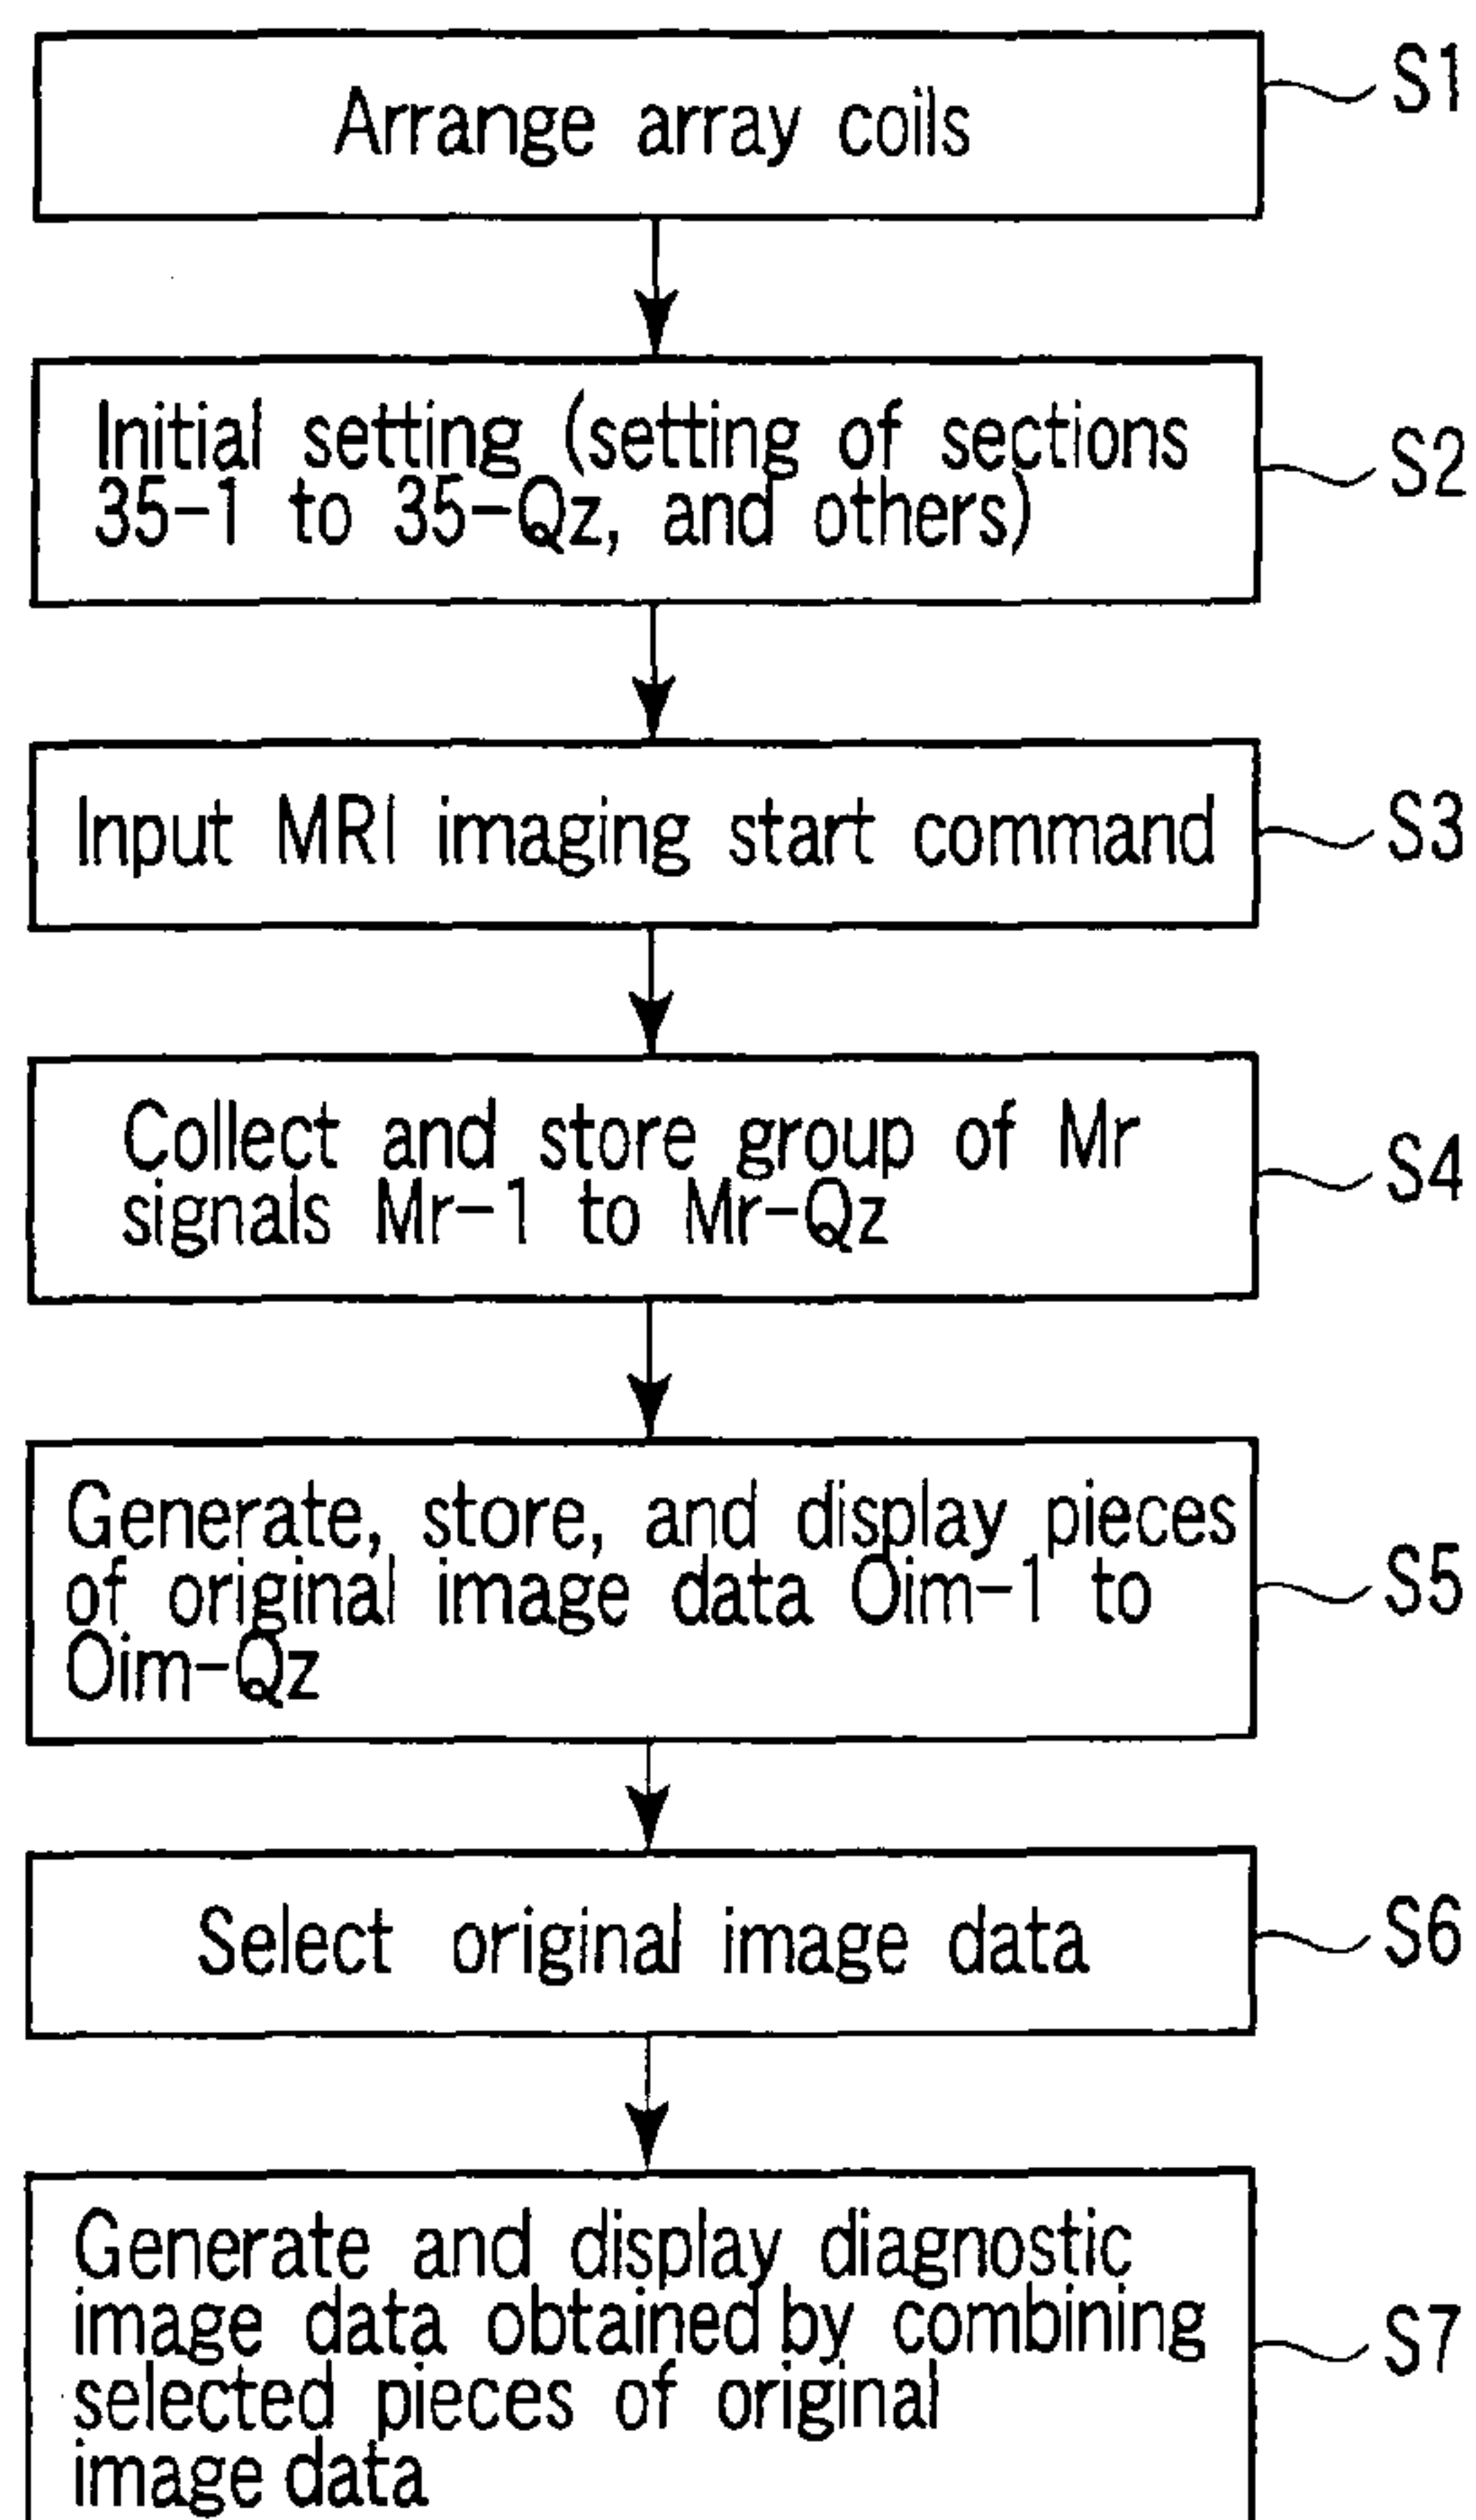 Arrange array coils
S1
Initial setting (setting of sections
35-1 to 35-Qz, and others)
S2
Input MRI imaging start command
S3
Collect and store group of Mr
signals Mr-1 to Mr-Qz
S4
Generate, store, and display pieces
of original image data Oim-1 to
Oim-Qz
S5
Select original image data
S6
Generate and display diagnostic
image data obtained by combining
selected pieces of original
image data
S7